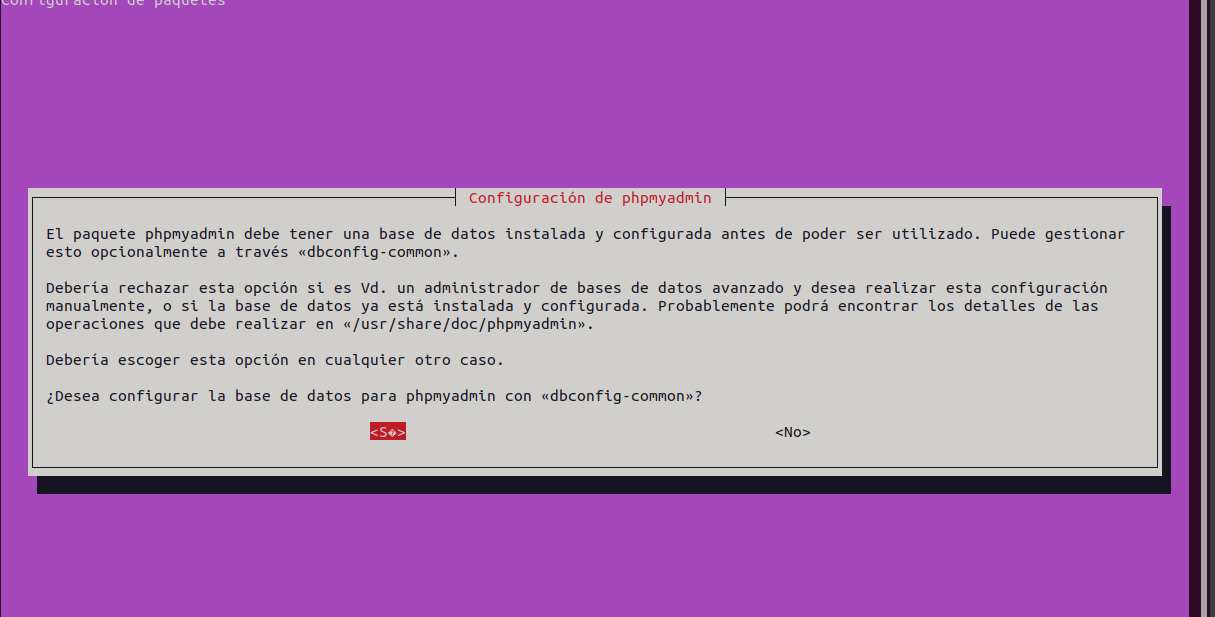 Configuración de paquetes
Configuración de phpmyadmin
El paquete phpmyadmin debe tener una base de datos instalada y configurada antes de poder ser utilizado. Puede gestionar
esto opcionalmente a través «dbconfig-common».
Debería rechazar esta opción si es Vd. un administrador de bases de datos avanzado y desea realizar esta configuración
manualmente, o si la base de datos ya está instalada y configurada. Probablemente podrá encontrar los detalles de las
operaciones que debe realizar en «/usr/share/doc/phpmyadmin».
Debería escoger esta opción en cualquier otro caso.
¿Desea configurar la base de datos para phpmyadmin con «dbconfig-common»?
<S�> <No>